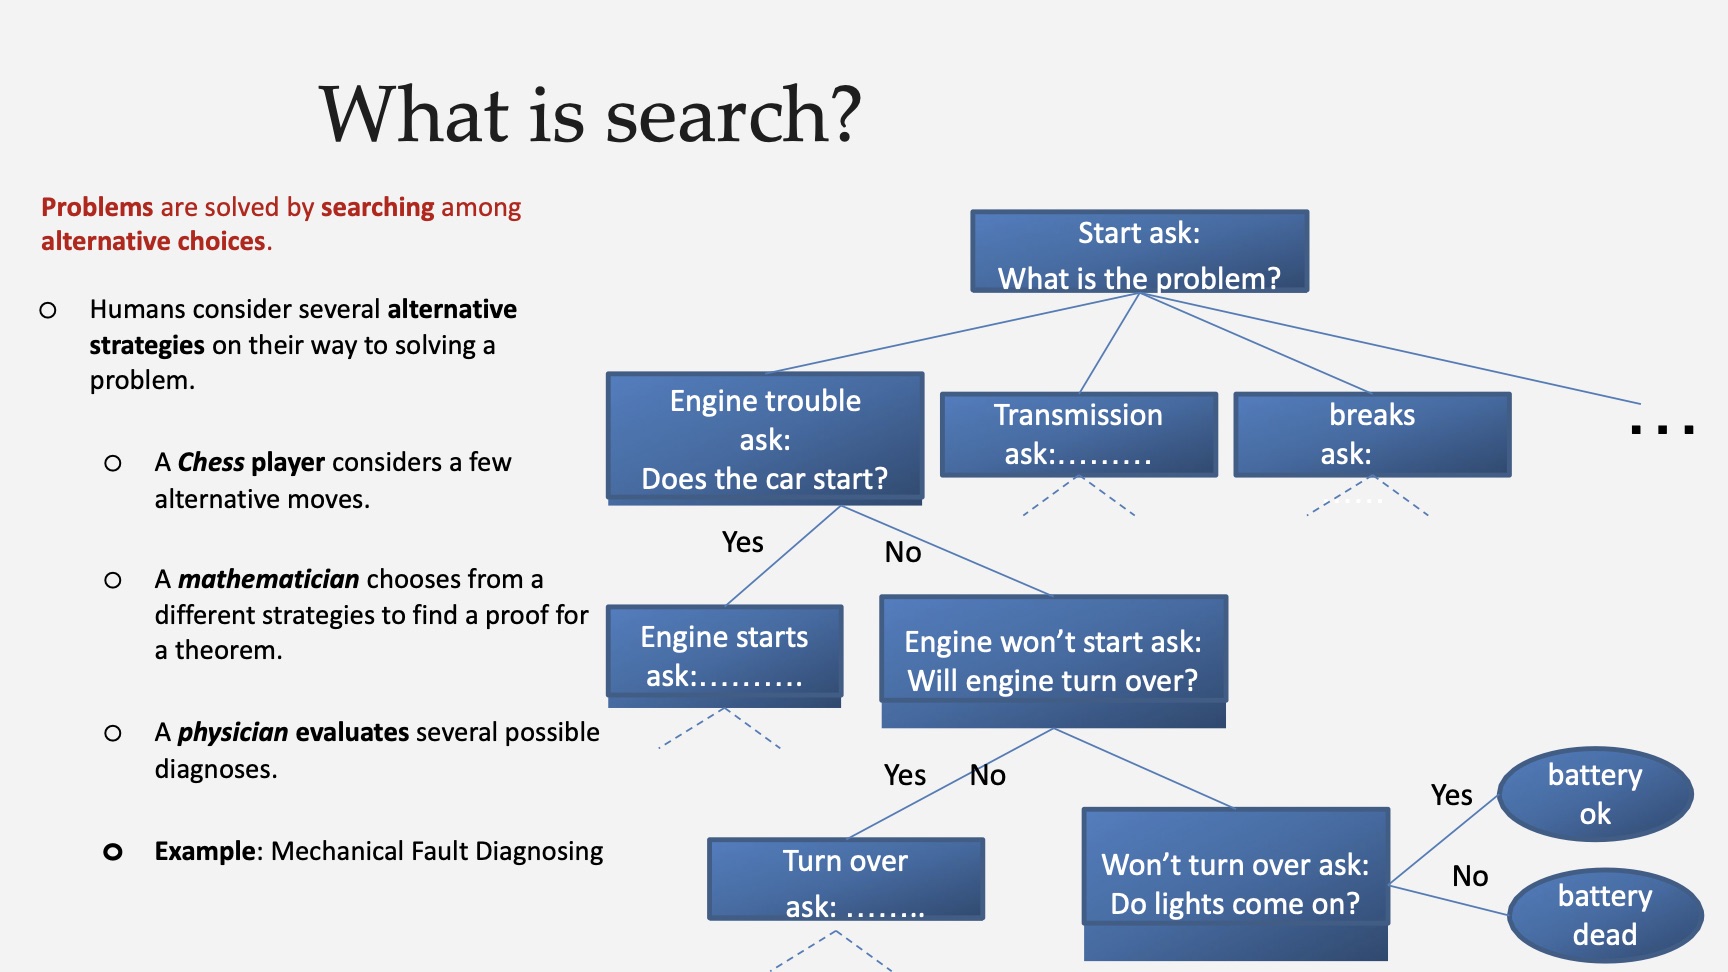 What is search?
Problems are solved by searching among
alternative choices.
Humans consider several alternative
strategies on their way to solving a
problem.
A Chess player considers a few
alternative moves.
A mathematician chooses from a
different strategies to find a proof for
a theorem.
A physician evaluates several possible
diagnoses.
Example: Mechanical Fault Diagnosing
Start ask:
What is the problem?
Engine trouble
ask:
Does the car start?
Transmission
ask:………
breaks
ask:
…….
...
Yes
No
Engine starts
ask:……….
Engine won’t start ask:
Will engine turn over?
Yes
No
Turn over
ask: ……..
Won’t turn over ask:
Do lights come on?
Yes
No
battery
ok
battery
dead